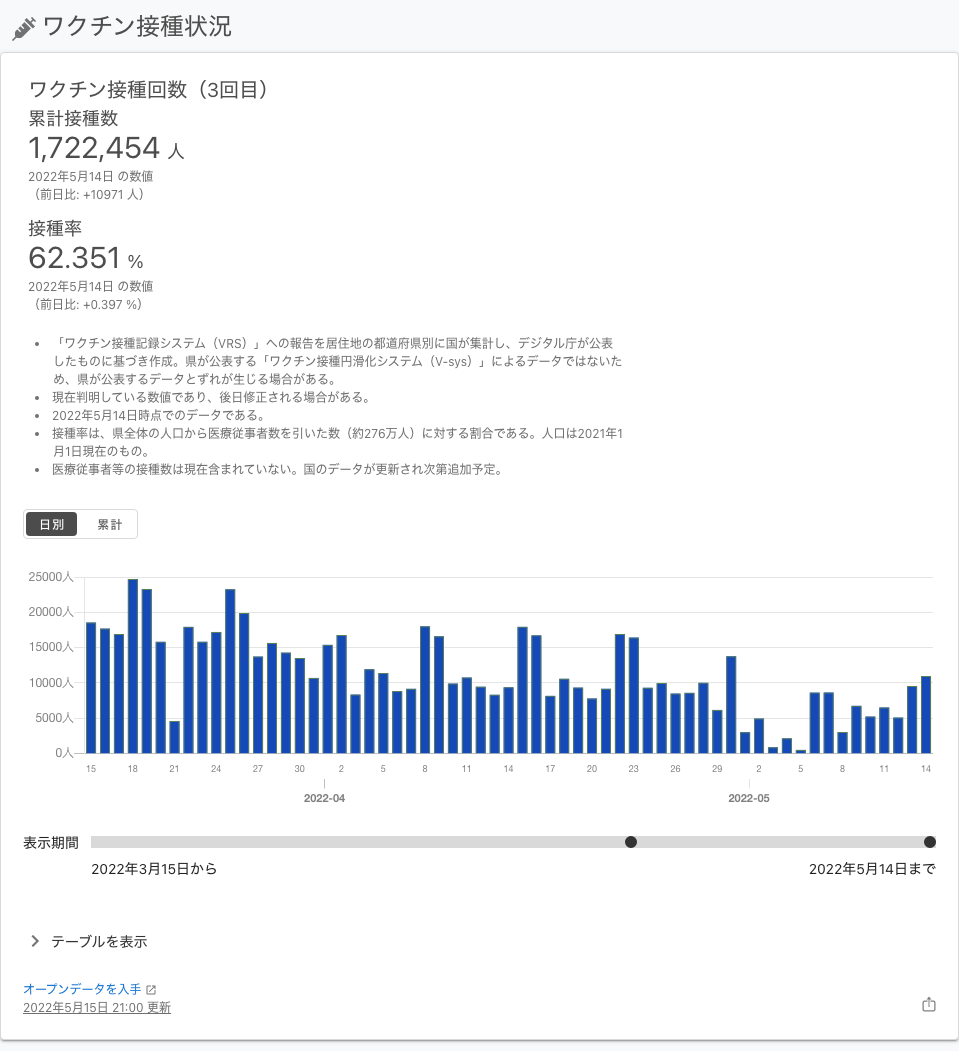 ワクチン接種状況
ワクチン接種回数（3回目）
累計接種数
1,722,454 人
2022年5月14日 の数値
（前日比: +10971 人）
接種率
62.351 %
2022年5月14日 の数値
（前日比: +0.397 %）
• 「ワクチン接種記録システム（VRS）」への報告を居住地の都道府県別に国が集計し、デジタル庁が公表
したものに基づき作成。県が公表する「ワクチン接種円滑化システム（V-sys）」によるデータではないた
め、県が公表するデータとずれが生じる場合がある。
• 現在判明している数値であり、後日修正される場合がある。
• 2022年5月14日時点でのデータである。
• 接種率は、県全体の人口から医療従事者数を引いた数（約276万人）に対する割合である。人口は2021年1
月1日現在のもの。
• 医療従事者等の接種数は現在含まれていない。国のデータが更新され次第追加予定。
日別 累計
25000人
20000人
15000人
10000人
5000人
0人
15 18 21 24 27 30 2 5 8 11 14 17 20 23 26 29 2 5 8 11 14
2022-04 2022-05
表示期間
2022年3月15日から 2022年5月14日まで
テーブルを表示
オープンデータを入手
2022年5月15日 21:00 更新